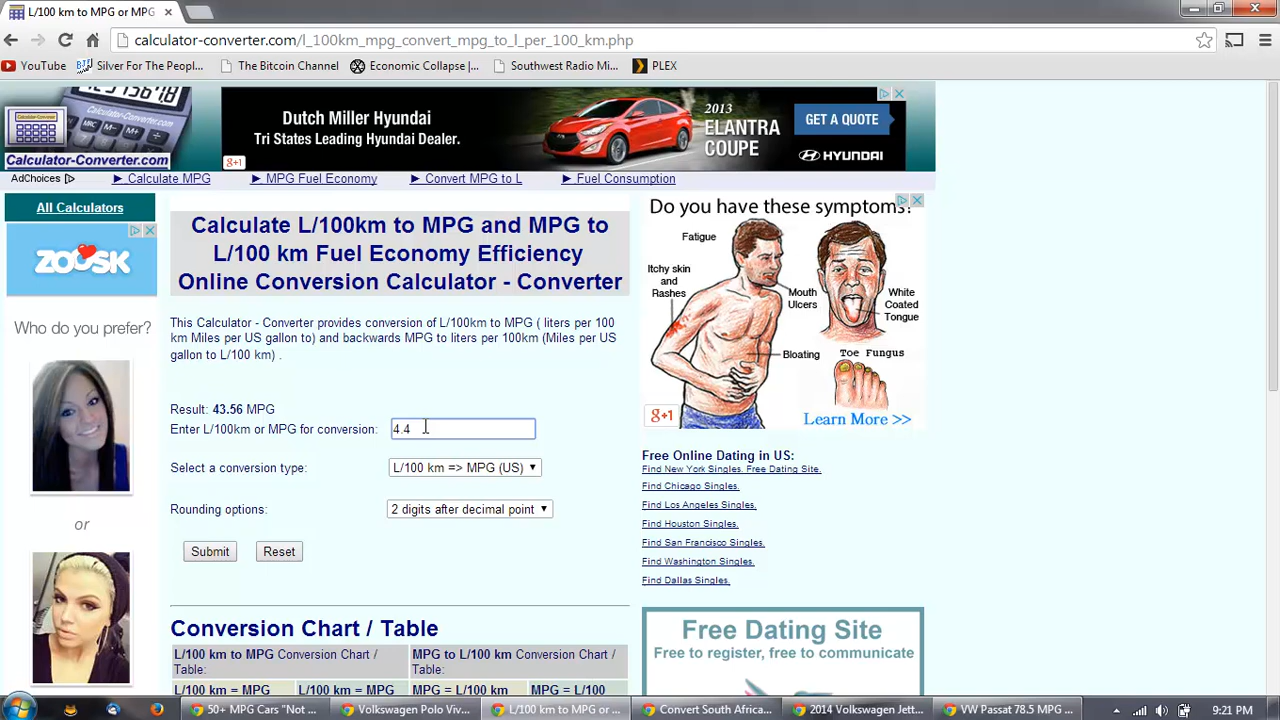 L/100 km to MPG or MPG
calculator-converter.com/l_100km_mpg_convert_mpg_to_l_per_100_km.php
YouTube
Silver For The Peopl...
The Bitcoin Channel
Economic Collapse |...
Southwest Radio Mi...
PLEX
Calculator-Converter.com
Dutch Miller Hyundai
Tri States Leading Hyundai Dealer.
2013
ELANTRA
COUPE
GET A QUOTE
HYUNDAI
g+1
AdChoices
► Calculate MPG
► MPG Fuel Economy
► Convert MPG to L
► Fuel Consumption
All Calculators
ZOOSK
Who do you prefer?
or
Calculate L/100km to MPG and MPG to
L/100 km Fuel Economy Efficiency
Online Conversion Calculator - Converter
This Calculator - Converter provides conversion of L/100km to MPG ( liters per 100
km Miles per US gallon to) and backwards MPG to liters per 100km (Miles per US
gallon to L/100 km) .
Result: 43.56 MPG
Enter L/100km or MPG for conversion: 4.4
Select a conversion type: L/100 km => MPG (US)
Rounding options: 2 digits after decimal point
Submit Reset
Conversion Chart / Table
L/100 km to MPG Conversion Chart /
Table:
MPG to L/100 km Conversion Chart /
Table:
L/100 km = MPG
L/100 km = MPG
MPG = L/100 km
MPG = L/100
Do you have these symptoms?
Fatigue
Itchy skin
and
Rashes
Mouth
Ulcers
White
Coated
Tongue
Bloating
Toe Fungus
g+1
Learn More >>
Free Online Dating in US:
Find New York Singles. Free Dating Site.
Find Chicago Singles.
Find Los Angeles Singles.
Find Houston Singles.
Find San Francisco Singles.
Find Washington Singles.
Find Dallas Singles.
Free Dating Site
Free to register, free to communicate
50+ MPG Cars "Not ...
Volkswagen Polo Viv...
L/100 km to MPG or ...
Convert South Africa...
2014 Volkswagen Jett...
VW Passat 78.5 MPG ...
9:21 PM